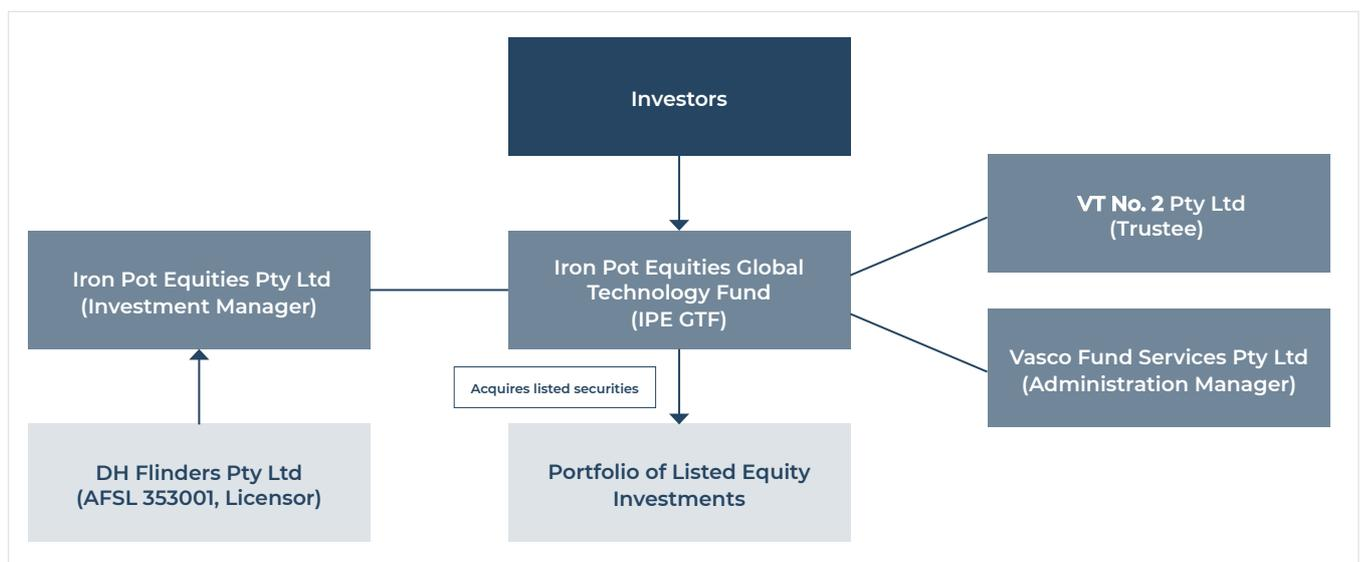 Investors
VT No. 2 Pty Ltd
(Trustee)
Iron Pot Equities Pty Ltd
(Investment Manager)
Iron Pot Equities Global
Technology Fund
(IPE GTF)
Vasco Fund Services Pty Ltd
(Administration Manager)
Acquires listed securities
DH Flinders Pty Ltd
(AFSL 353001, Licensor)
Portfolio of Listed Equity
Investments